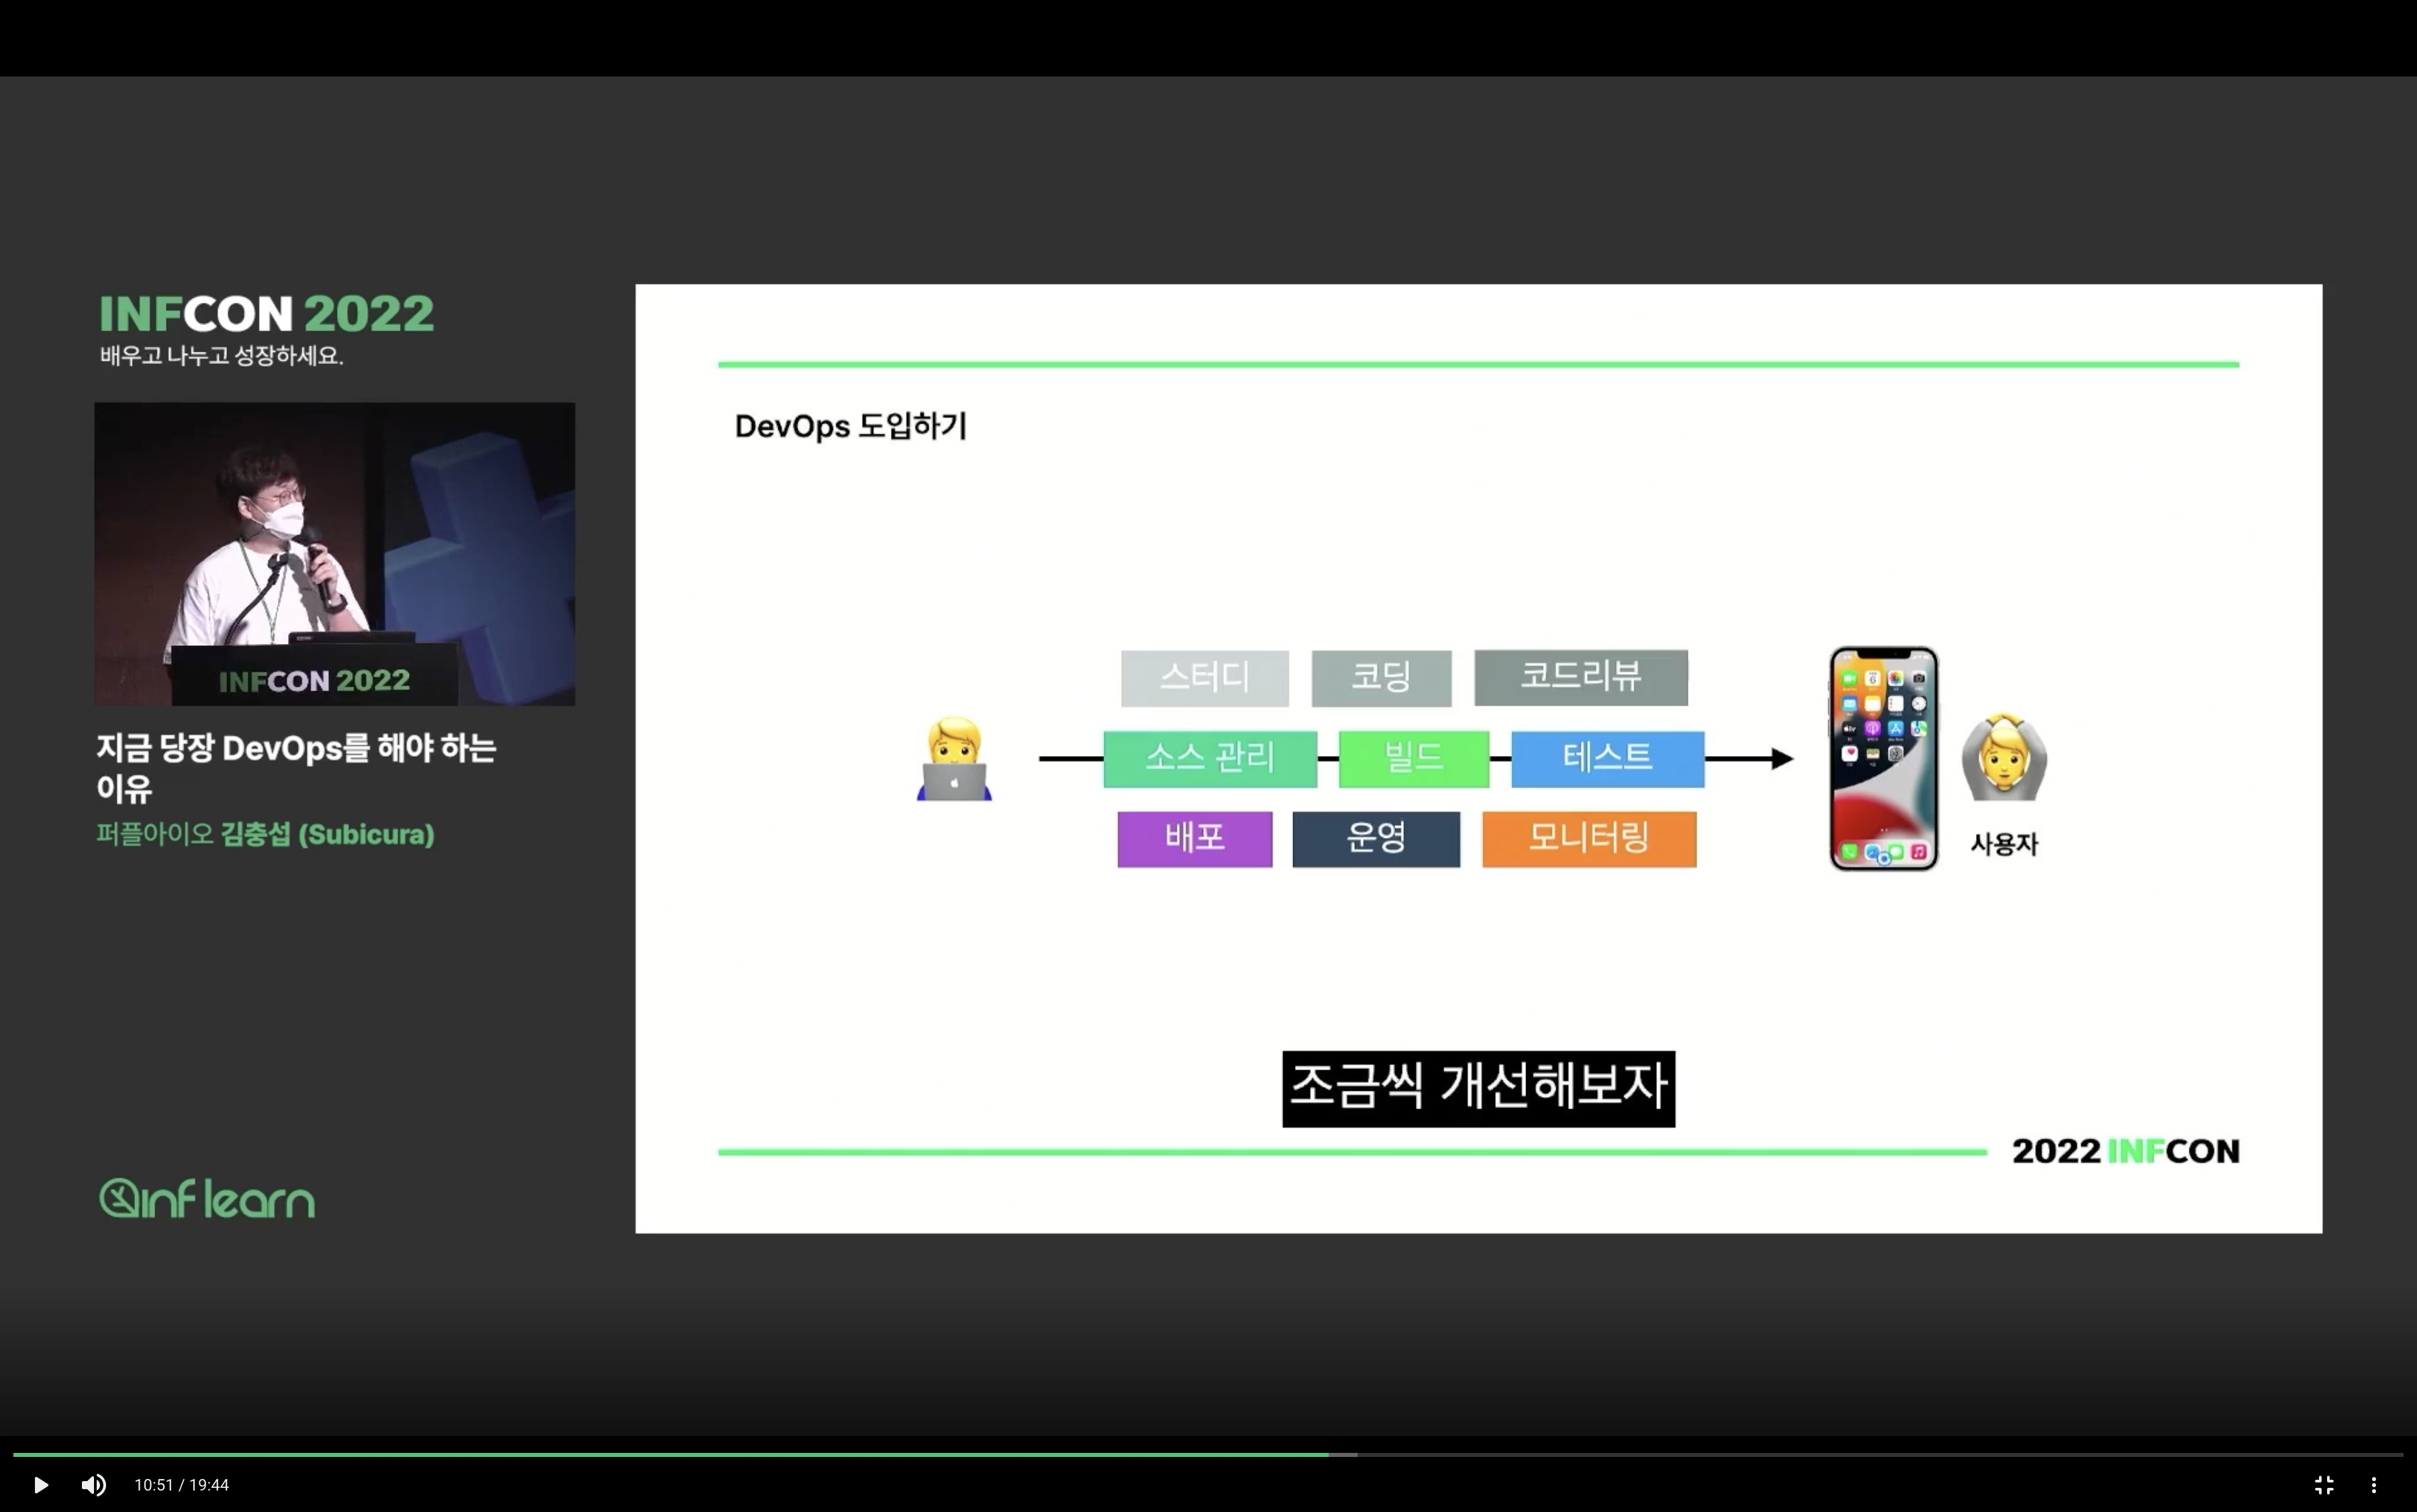 INFCON 2022
배우고 나누고 성장하세요.
INFCON 2022
지금 당장 DevOps를 해야 하는
이유
퍼플아이오 김충섭 (Subicura)
inflearn
DevOps 도입하기
스터디 코딩 코드리뷰
소스 관리 빌드 테스트
배포 운영 모니터링
사용자
조금씩 개선해보자
2022 INFCON
10:51 / 19:44